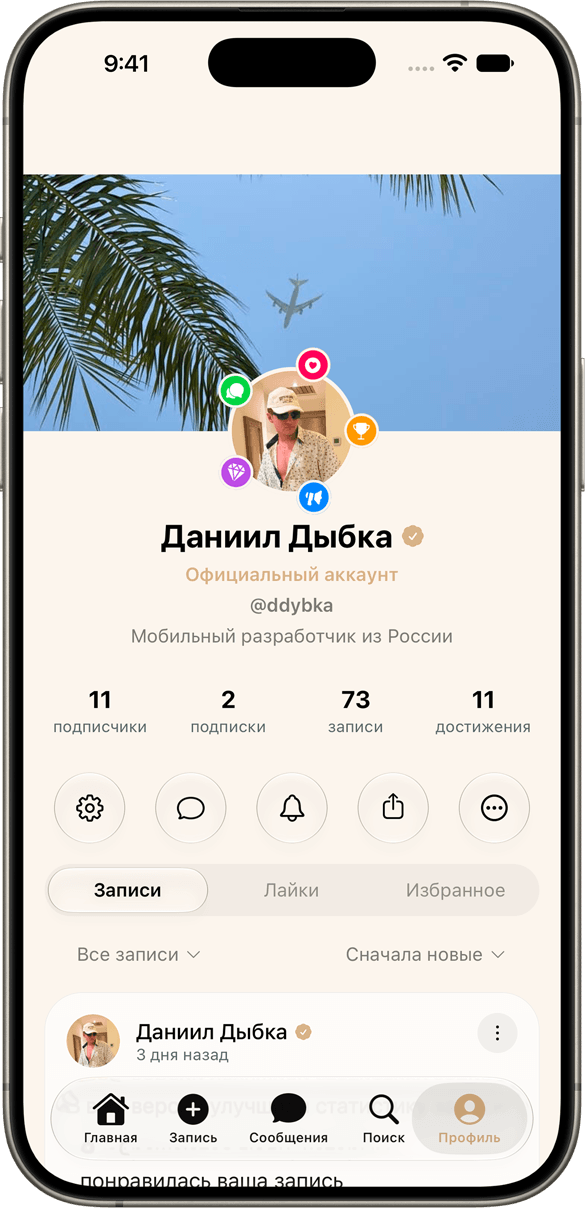 9:41
Даниил Дыбка
Официальный аккаунт
@ddybka
Мобильный разработчик из России
11 2 73 11
подписчики подписки записи достижения
Записи Лайки Избранное
Все записи Сначала новые
Даниил Дыбка
3 дня назад
Главная Запись Сообщения Поиск Профиль
понравилась ваша запись